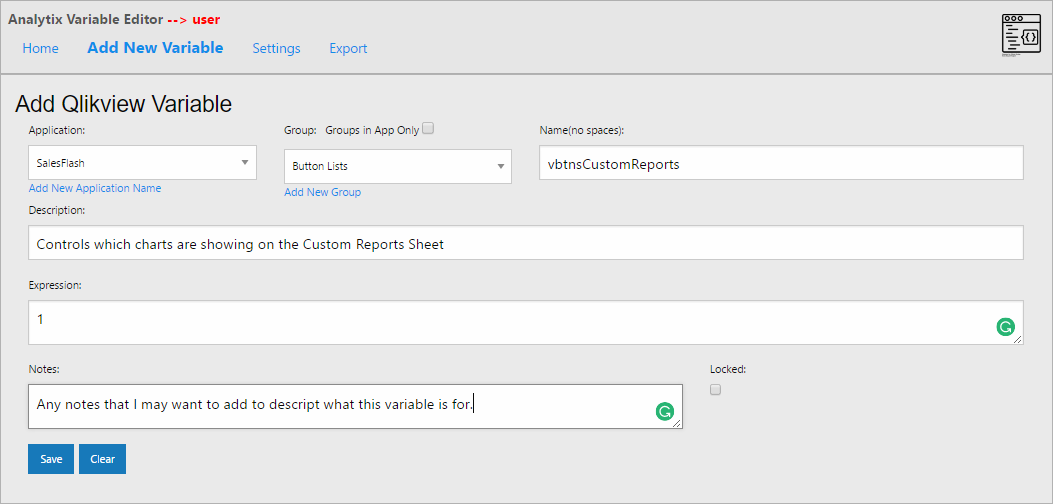 Analytix Variable Editor --> user
Home Add New Variable Settings Export
Add Qlikview Variable
Application: Group: Groups in App Only Name(no spaces):
SalesFlash Button Lists vbtnsCustomReports
Add New Application Name Add New Group
Description:
Controls which charts are showing on the Custom Reports Sheet
Expression:
1
Notes: Locked:
Any notes that I may want to add to descript what this variable is for.
Save Clear